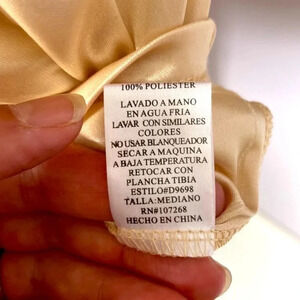 100% POLIESTER
LAVADO A MANO
EN AGUA FRIA
LAVAR CON SIMILARES
COLORES
NO USAR BLANQUEADOR
SECAR A MAQUINA
A BAJA TEMPERATURA
RETOCAR CON
PLANCHA TIBIA
ESTILO#D9698
TALLA:MEDIANO
RN#107268
HECHO EN CHINA